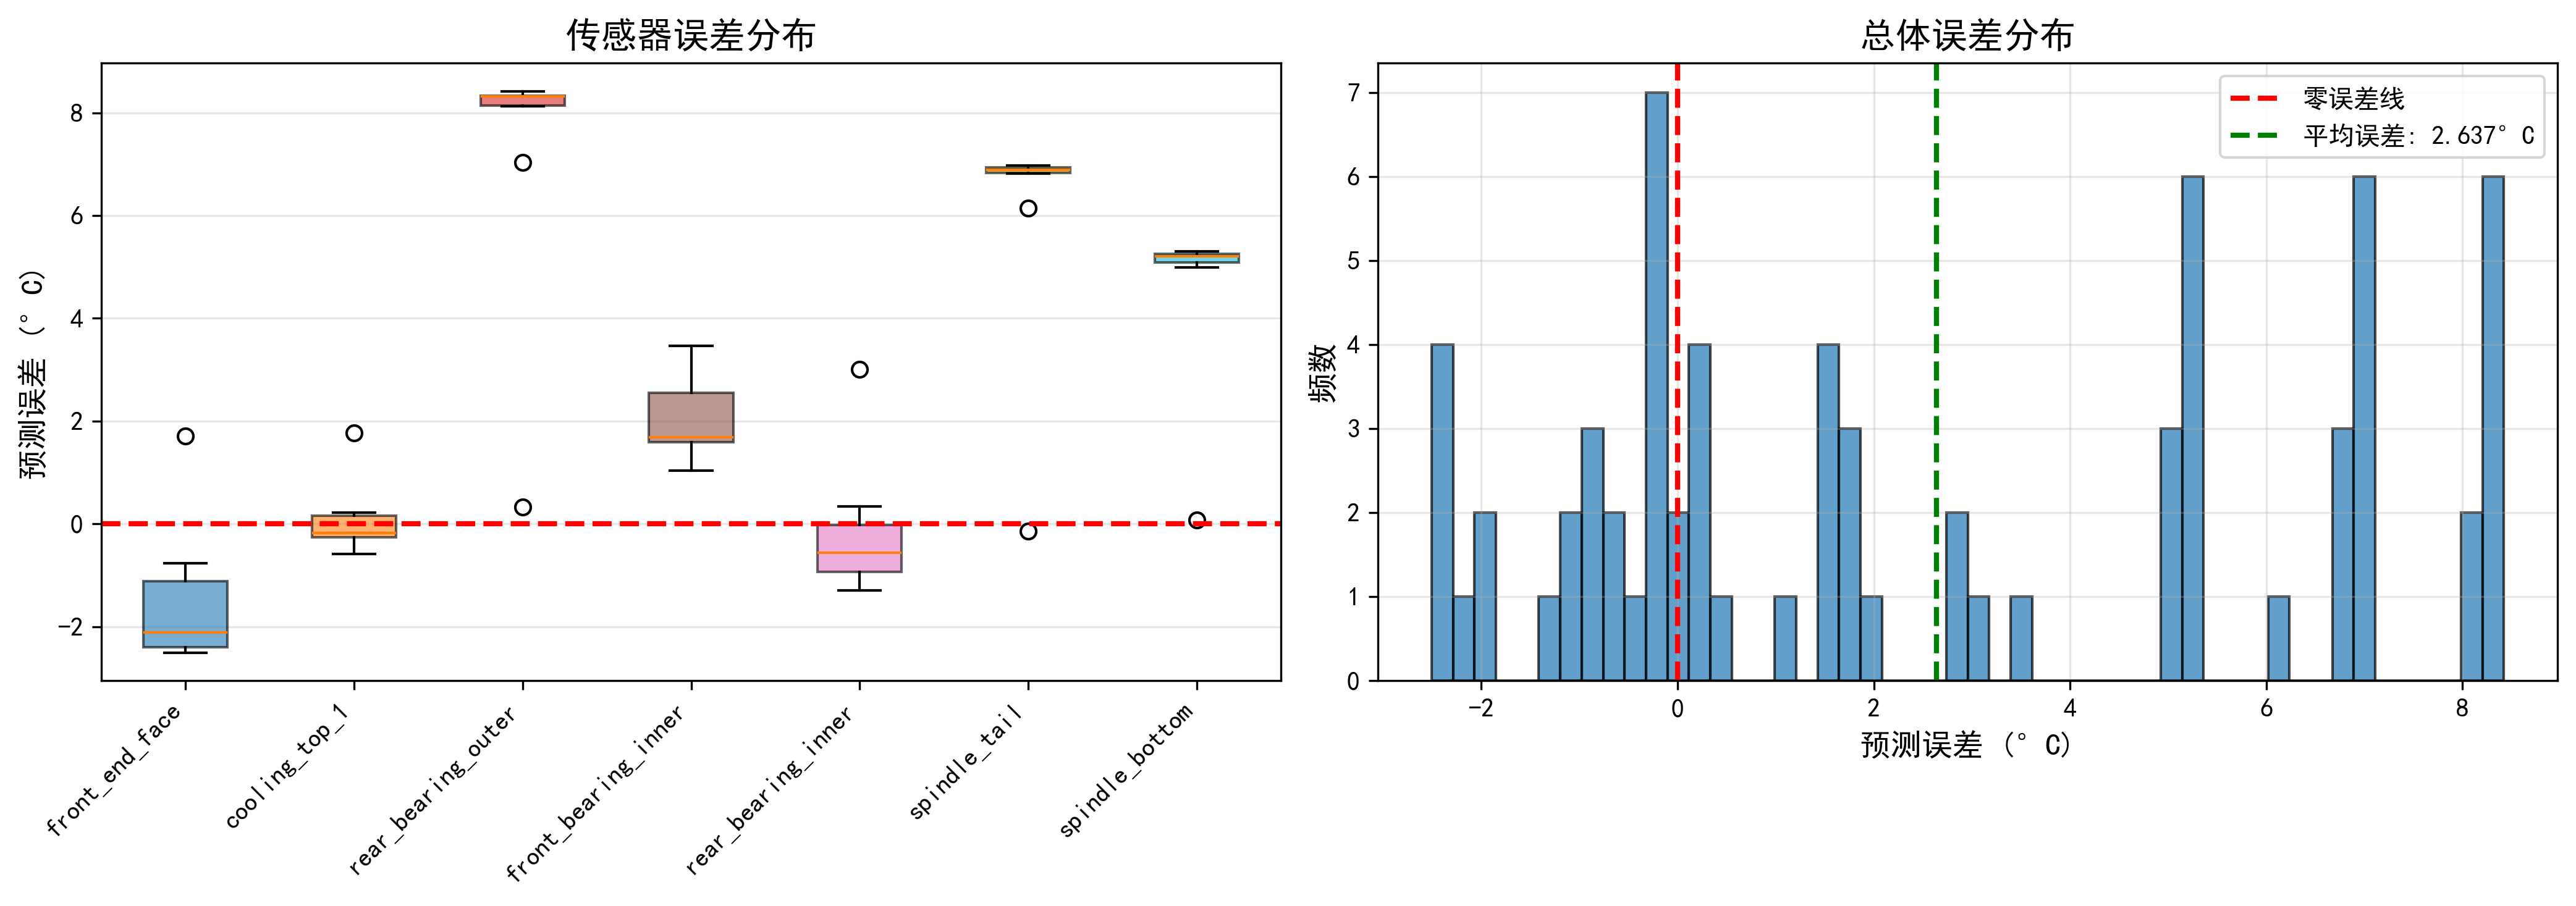 传感器误差分布
预测误差 (°C)
8
6
4
2
0
−2
front_end_face
cooling_top_1
rear_bearing_outer
front_bearing_inner
rear_bearing_inner
spindle_tail
spindle_bottom
总体误差分布
零误差线
平均误差: 2.637°C
频数
7
6
5
4
3
2
1
0
−2
0
2
4
6
8
预测误差 (°C)